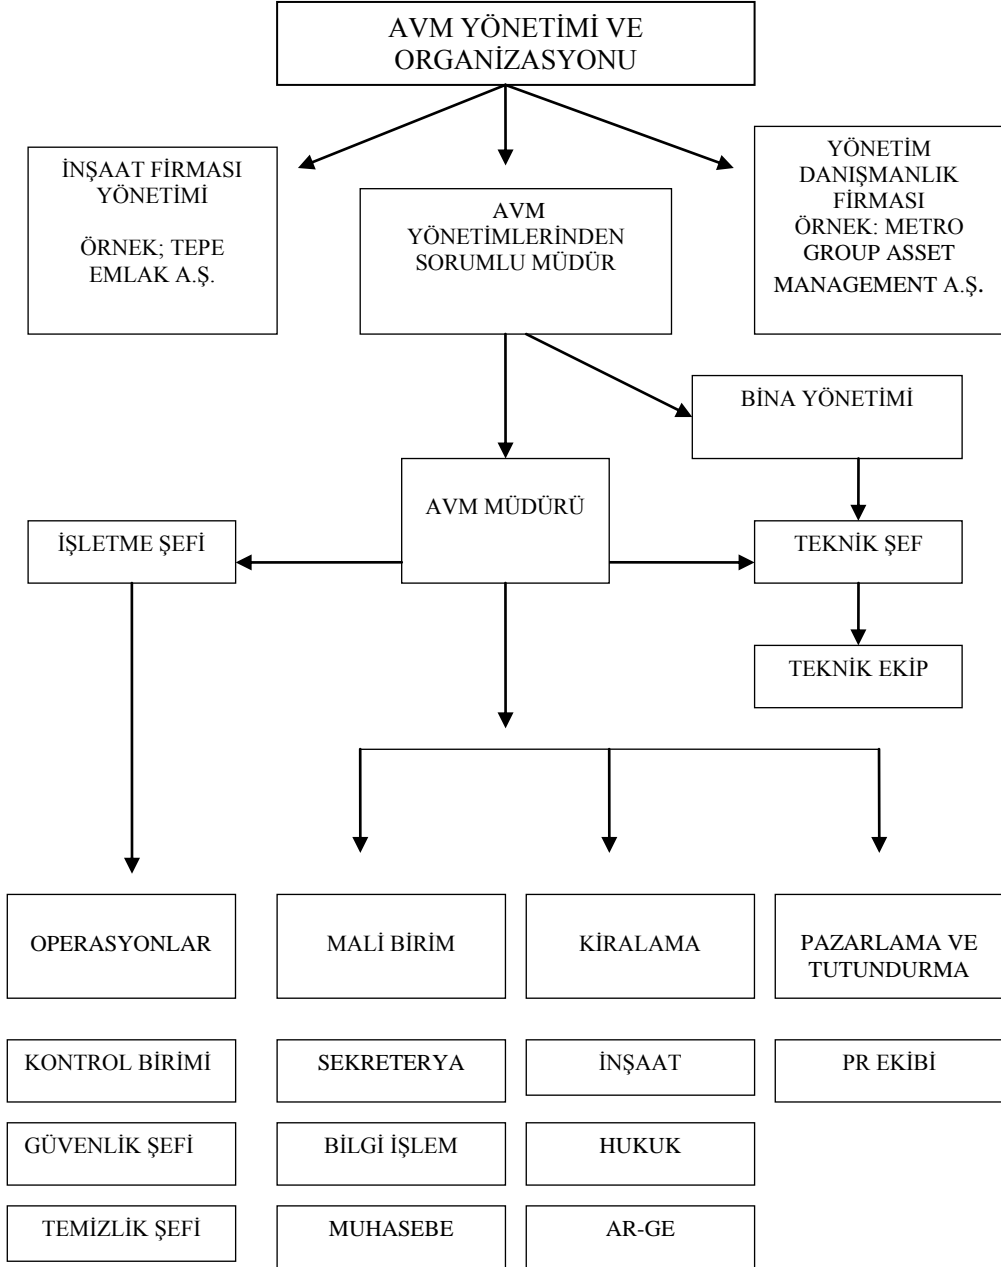 AVM YÖNETİMİ VE
ORGANİZASYONU
İNŞAAT FİRMASI
YÖNETİMİ
ÖRNEK; TEPE
EMLAK A.Ş.
AVM
YÖNETİMLERİNDEN
SORUMLU MÜDÜR
YÖNETİM
DANIŞMANLIK
FİRMASI
ÖRNEK: METRO
GROUP ASSET
MANAGEMENT A.Ş.
BİNA YÖNETİMİ
AVM MÜDÜRÜ
İŞLETME ŞEFİ
TEKNİK ŞEF
TEKNİK EKİP
OPERASYONLAR
MALİ BİRİM
KİRALAMA
PAZARLAMA VE
TUTUNDURMA
KONTROL BİRİMİ
SEKRETERYA
İNŞAAT
PR EKİBİ
GÜVENLİK ŞEFİ
BİLGİ İŞLEM
HUKUK
TEMİZLİK ŞEFİ
MUHASEBE
AR-GE